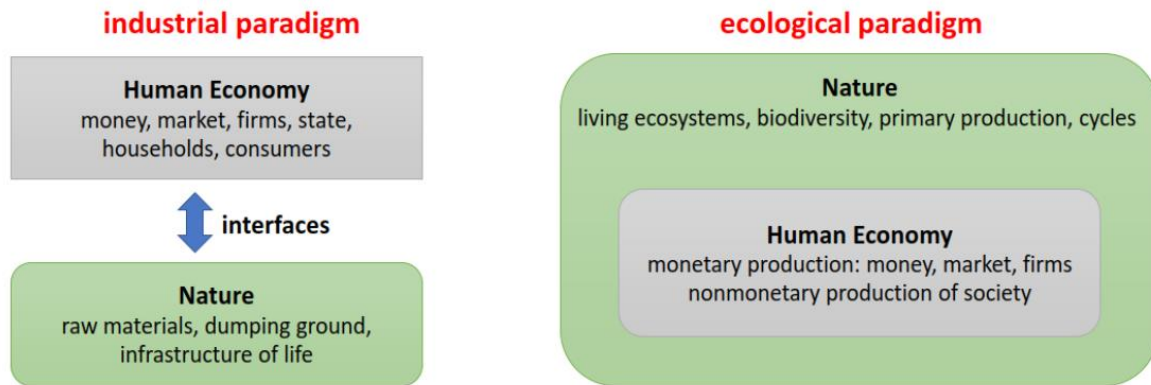 industrial paradigm
Human Economy
money, market, firms, state,
households, consumers
interfaces
Nature
raw materials, dumping ground,
infrastructure of life
ecological paradigm
Nature
living ecosystems, biodiversity, primary production, cycles
Human Economy
monetary production: money, market, firms
nonmonetary production of society